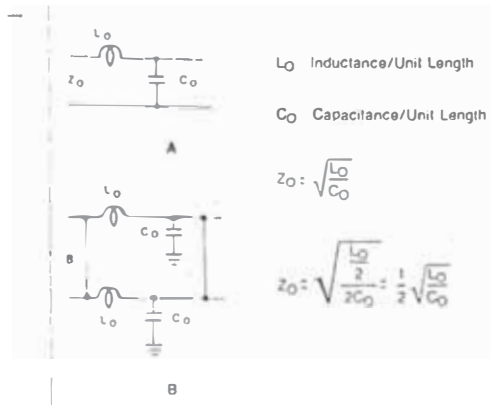 LO
ZO
CO
A
LO Inductance/Unit Length
CO Capacitance/Unit Length
ZO = √LO/CO
LO
CO
B
LO
CO
ZO = √(LO/2)/(2CO) = 1/2 √LO/CO
B